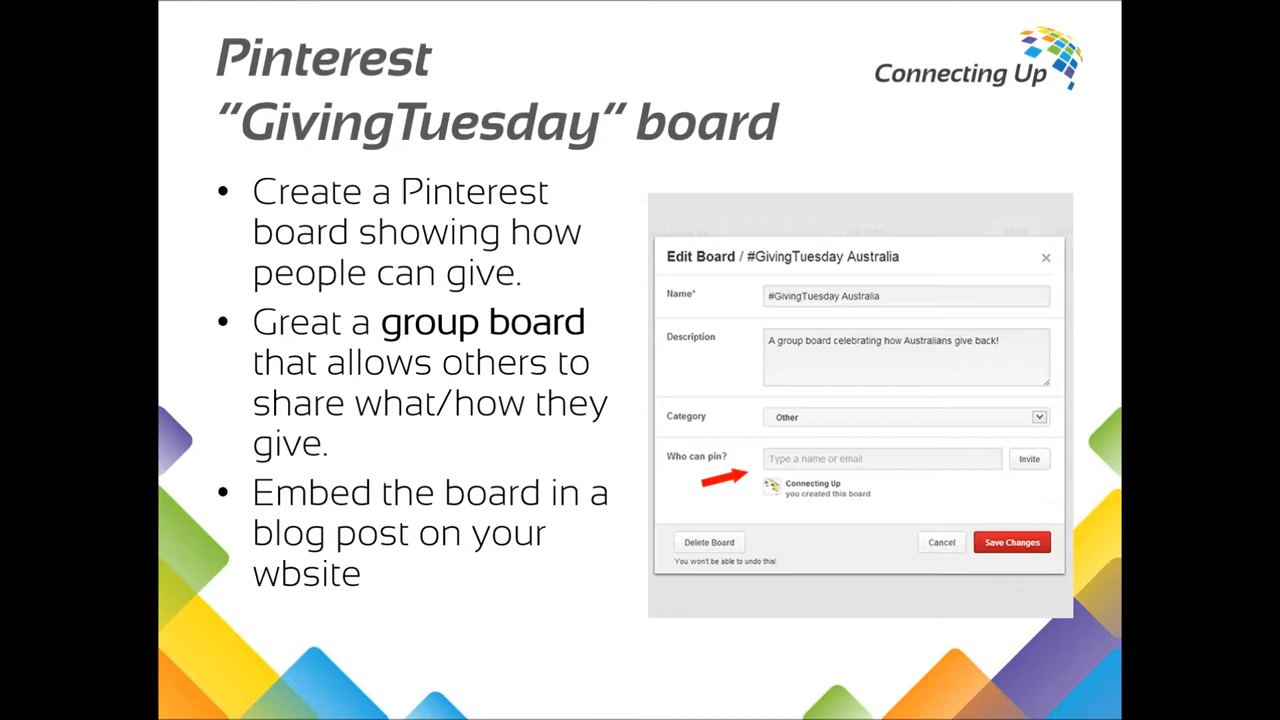 Pinterest
“GivingTuesday” board
Connecting Up
• Create a Pinterest
board showing how
people can give.
• Great a group board
that allows others to
share what/how they
give.
• Embed the board in a
blog post on your
wbsite
Edit Board / #GivingTuesday Australia
Name*
#GivingTuesday Australia
Description
A group board celebrating how Australians give back!
Category
Other
Who can pin?
Type a name or email
Invite
Connecting Up
you created this board
Delete Board
Cancel
Save Changes
You won't be able to undo this!